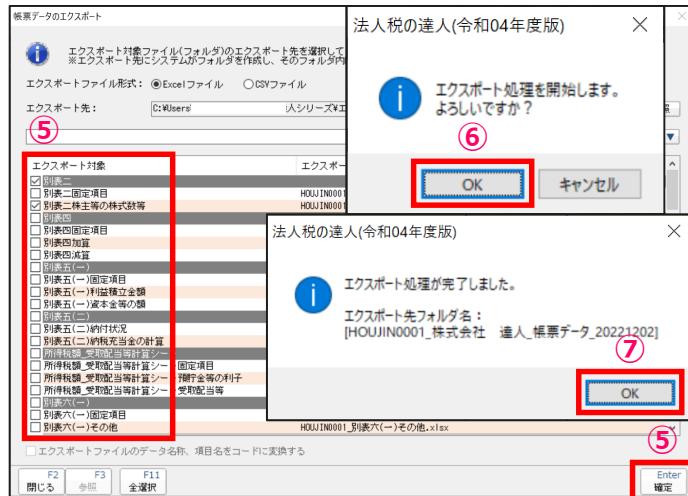 帳票データのエクスポート
エクスポート対象ファイル(フォルダ)のエクスポート先を選択して
※エクスポート先にシステムがフォルダを作成し、そのフォルダ内
エクスポートファイル形式： Excelファイル CSVファイル
エクスポート先： C:¥Users¥ 人シリーズ¥エ
⑤
エクスポート対象 エクスポー
別表二
別表二固定項目 HOUJIN0001
別表二株主等の株式数等 HOUJIN0001
別表四
別表四固定項目
別表四加算
別表四減算
別表五(一)
別表五(一)固定項目
別表五(一)利益積立金額
別表五(一)資本金等の額
別表五(二)
別表五(二)納付状況
別表五(二)納税充当金の計算
所得税額_受取配当等計算シー
所得税額_受取配当等計算シー 固定項目
所得税額_受取配当等計算シー 預貯金等の利子
所得税額_受取配当等計算シー 受取配当等
別表六(一)
別表六(一)固定項目
別表六(一)その他 HOUJIN0001_別表六(一)その他.xlsx
エクスポートファイルのデータ名称、項目名をコードに変換する
F2 F3 F11
閉じる 参照 全選択
⑤
Enter
確定
法人税の達人(令和04年度版)
エクスポート処理を開始します。
よろしいですか？
⑥
OK キャンセル
法人税の達人(令和04年度版)
エクスポート処理が完了しました。
エクスポート先フォルダ名：
[HOUJIN0001_株式会社 達人_帳票データ_20221202]
⑦
OK